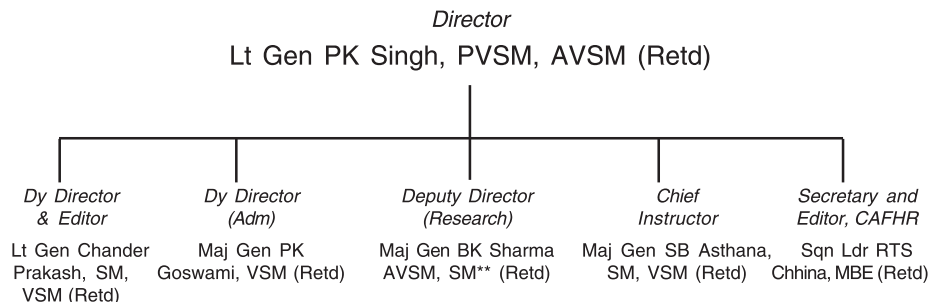 Director
Lt Gen PK Singh, PVSM, AVSM (Retd)
Dy Director
& Editor
Lt Gen Chander
Prakash, SM,
VSM (Retd)
Dy Director
(Adm)
Maj Gen PK
Goswami, VSM (Retd)
Deputy Director
(Research)
Maj Gen BK Sharma
AVSM, SM** (Retd)
Chief
Instructor
Maj Gen SB Asthana,
SM, VSM (Retd)
Secretary and
Editor, CAFHR
Sqn Ldr RTS
Chhina, MBE (Retd)